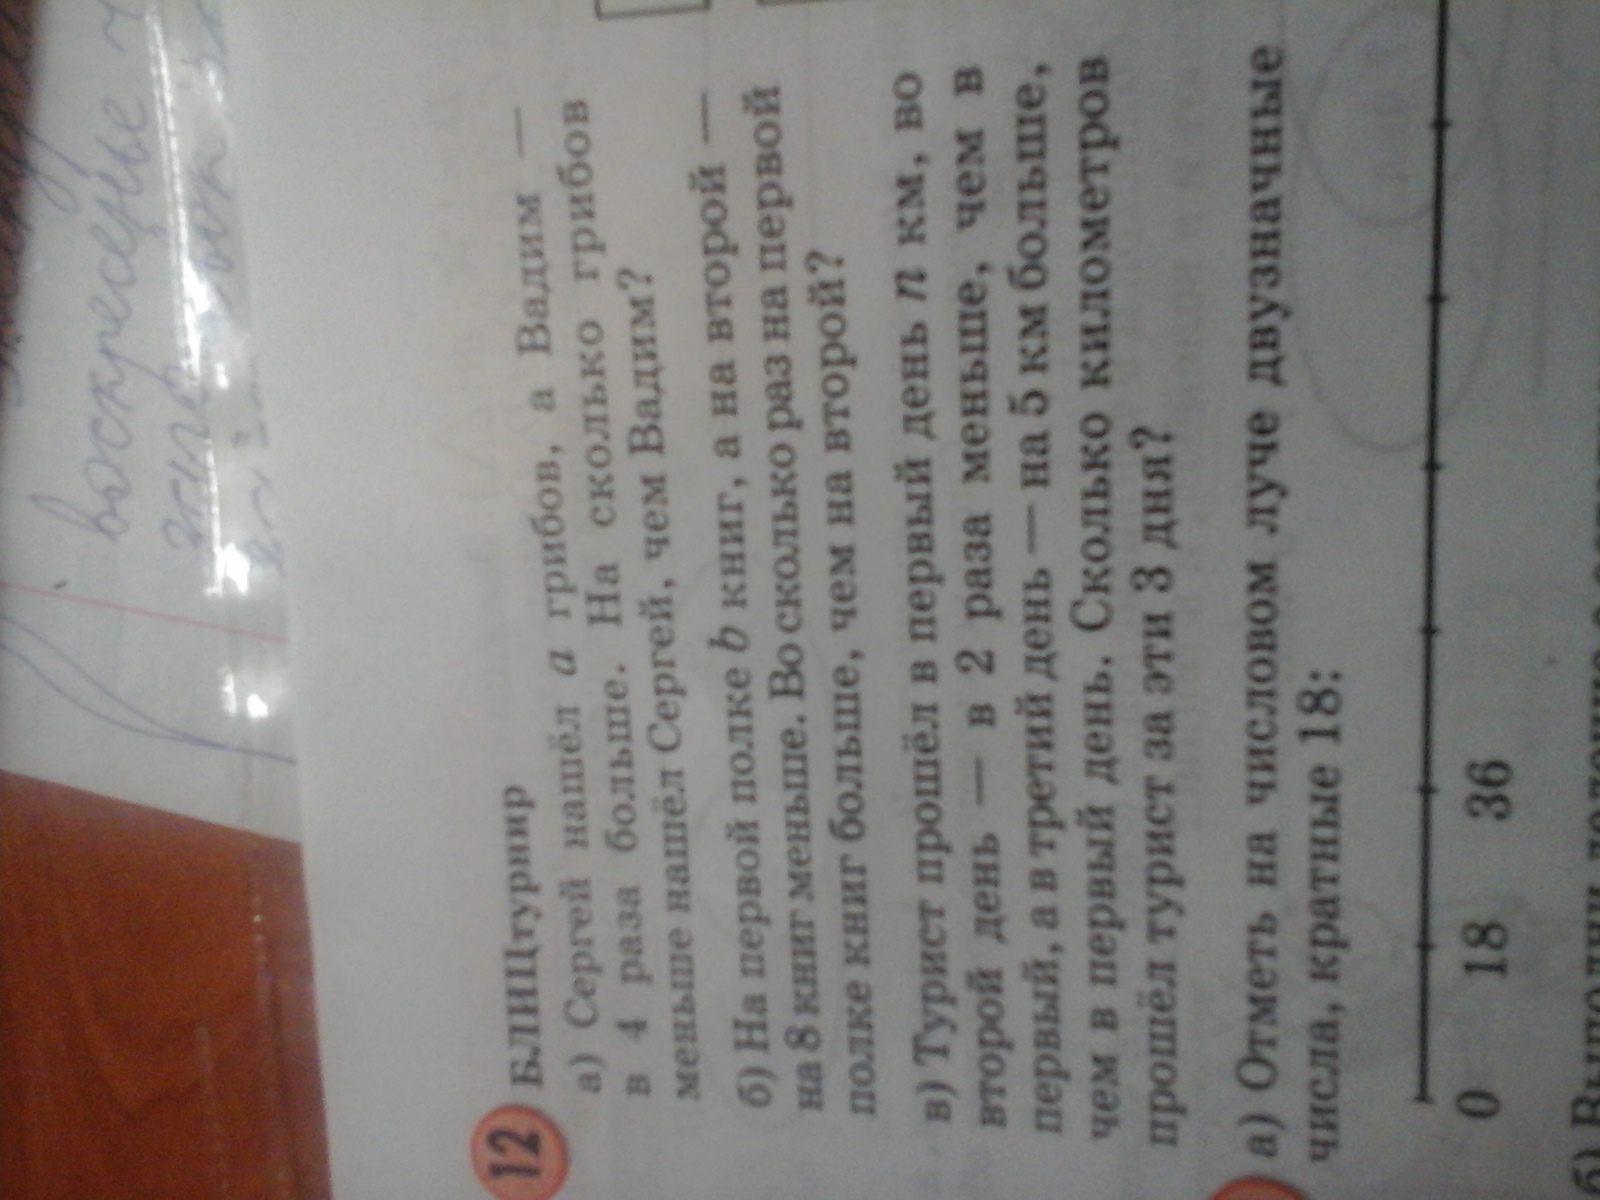 воскресенье
12 БЛИЦтурнир
а) Сергей нашёл a грибов, а Вадим —
в 4 раза больше. На сколько грибов
меньше нашёл Сергей, чем Вадим?
б) На первой полке b книг, а на второй —
на 8 книг меньше. Во сколько раз на первой
полке книг больше, чем на второй?
в) Турист прошёл в первый день n км, во
второй день — в 2 раза меньше, чем в
первый, а в третий день — на 5 км больше,
чем в первый день. Сколько километров
прошёл турист за эти 3 дня?
а) Отметь на числовом луче двузначные
числа, кратные 18:
0 18 36
б)